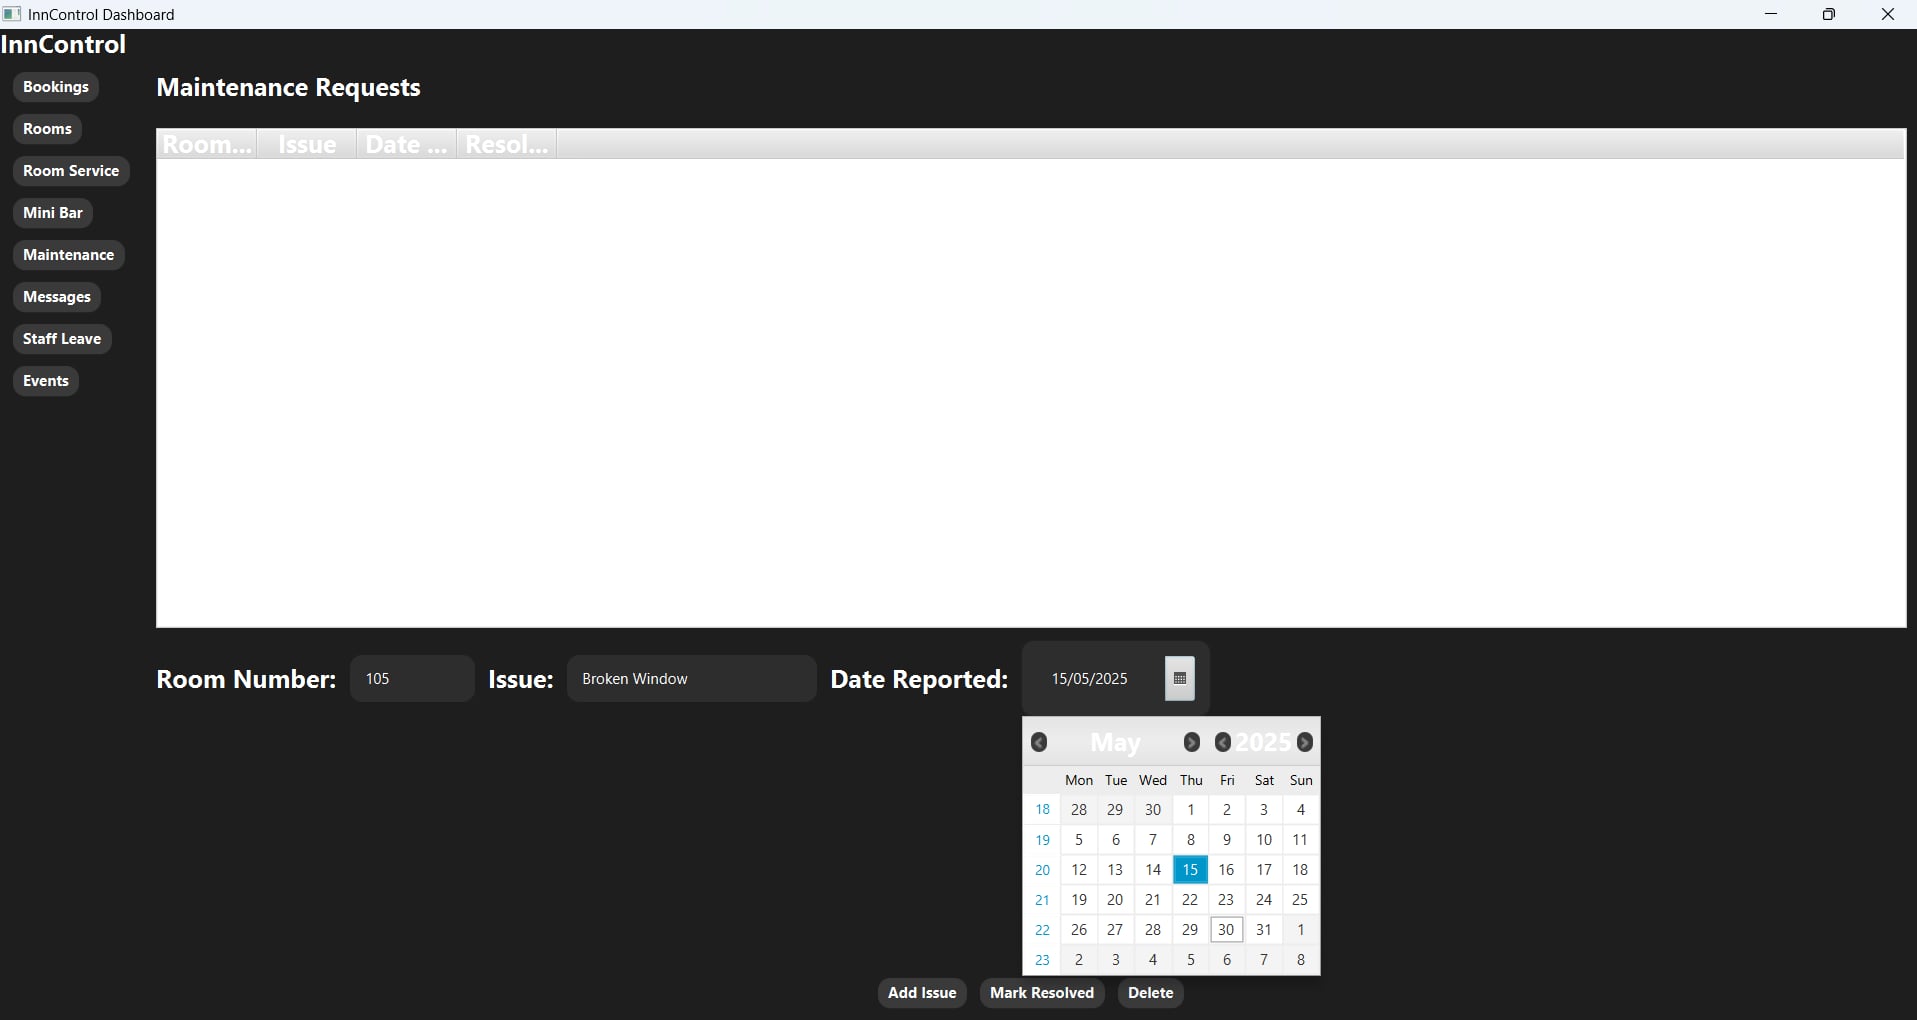 InnControl Dashboard
InnControl
Bookings
Rooms
Room Service
Mini Bar
Maintenance
Messages
Staff Leave
Events
Maintenance Requests
Room... Issue Date ... Resol...
Room Number: 105 Issue: Broken Window Date Reported: 15/05/2025
May 2025
Mon Tue Wed Thu Fri Sat Sun
18 28 29 30 1 2 3 4
19 5 6 7 8 9 10 11
20 12 13 14 15 16 17 18
21 19 20 21 22 23 24 25
22 26 27 28 29 30 31 1
23 2 3 4 5 6 7 8
Add Issue Mark Resolved Delete